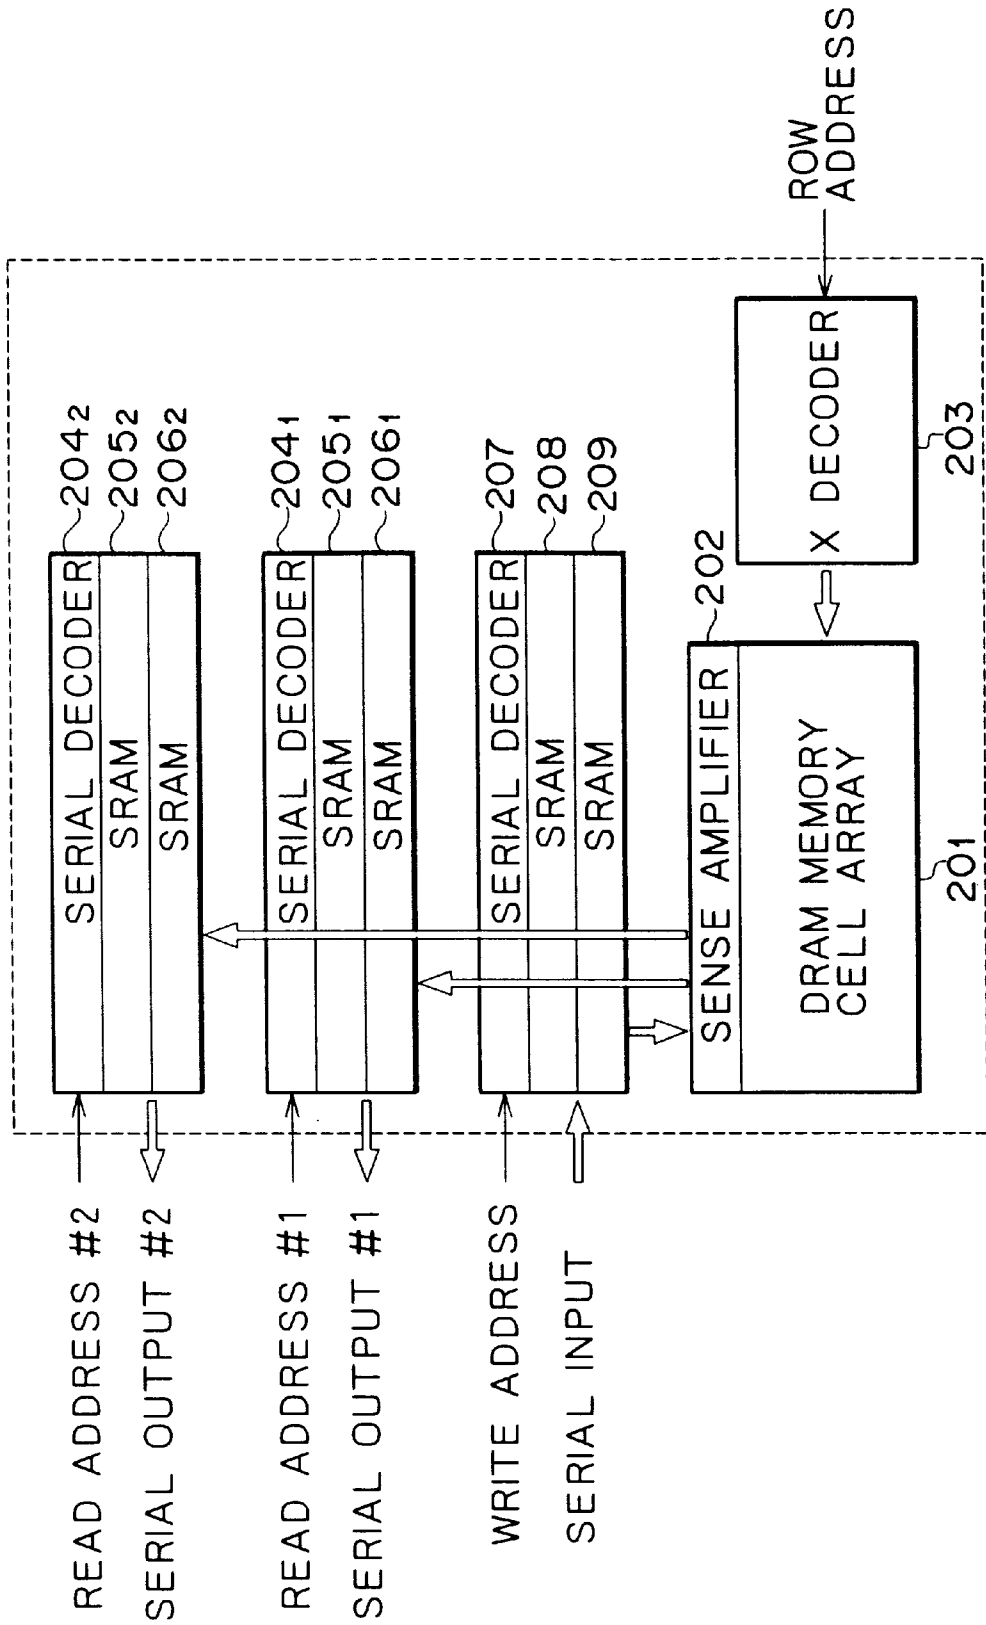 READ ADDRESS #2
SERIAL OUTPUT #2
SERIAL DECODER
SRAM
SRAM
204₂
205₂
206₂
READ ADDRESS #1
SERIAL OUTPUT #1
SERIAL DECODER
SRAM
SRAM
204₁
205₁
206₁
WRITE ADDRESS
SERIAL INPUT
SERIAL DECODER
SRAM
SRAM
207
208
209
SENSE AMPLIFIER
202
DRAM MEMORY
CELL ARRAY
201
X DECODER
203
ROW
ADDRESS